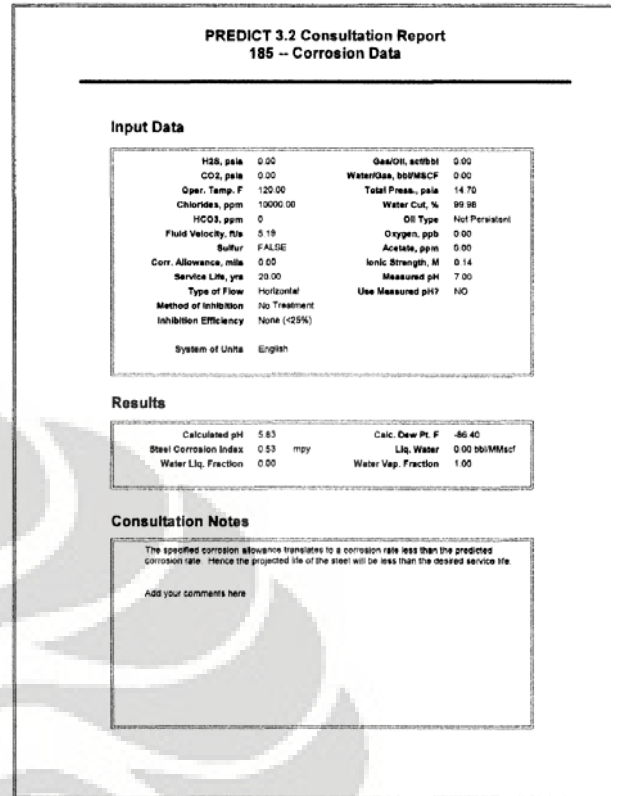 PREDICT 3.2 Consultation Report
185 -- Corrosion Data
Input Data
H2S, psia 0.00 Gas/Oil, scf/bbl 0.00
CO2, psia 0.00 Water/Gas, bbl/MSCF 0.00
Oper. Temp. F 120.00 Total Press., psia 14.70
Chlorides, ppm 10000.00 Water Cut, % 99.98
HCO3, ppm 0 Oil Type Not Persistent
Fluid Velocity, ft/s 5.19 Oxygen, ppb 0.00
Sulfur FALSE Acetate, ppm 0.00
Corr. Allowance, mils 0.00 Ionic Strength, M 0.14
Service Life, yrs 20.00 Measured pH 7.00
Type of Flow Horizontal Use Measured pH? NO
Method of Inhibition No Treatment
Inhibition Efficiency None (<25%)
System of Units English
Results
Calculated pH 5.83 Calc. Dew Pt. F -86.40
Steel Corrosion Index 0.53 mpy Liq. Water 0.00 bbl/MMscf
Water Liq. Fraction 0.00 Water Vap. Fraction 1.00
Consultation Notes
The specified corrosion allowance translates to a corrosion rate less than the predicted
corrosion rate. Hence the projected life of the steel will be less than the desired service life.
Add your comments here